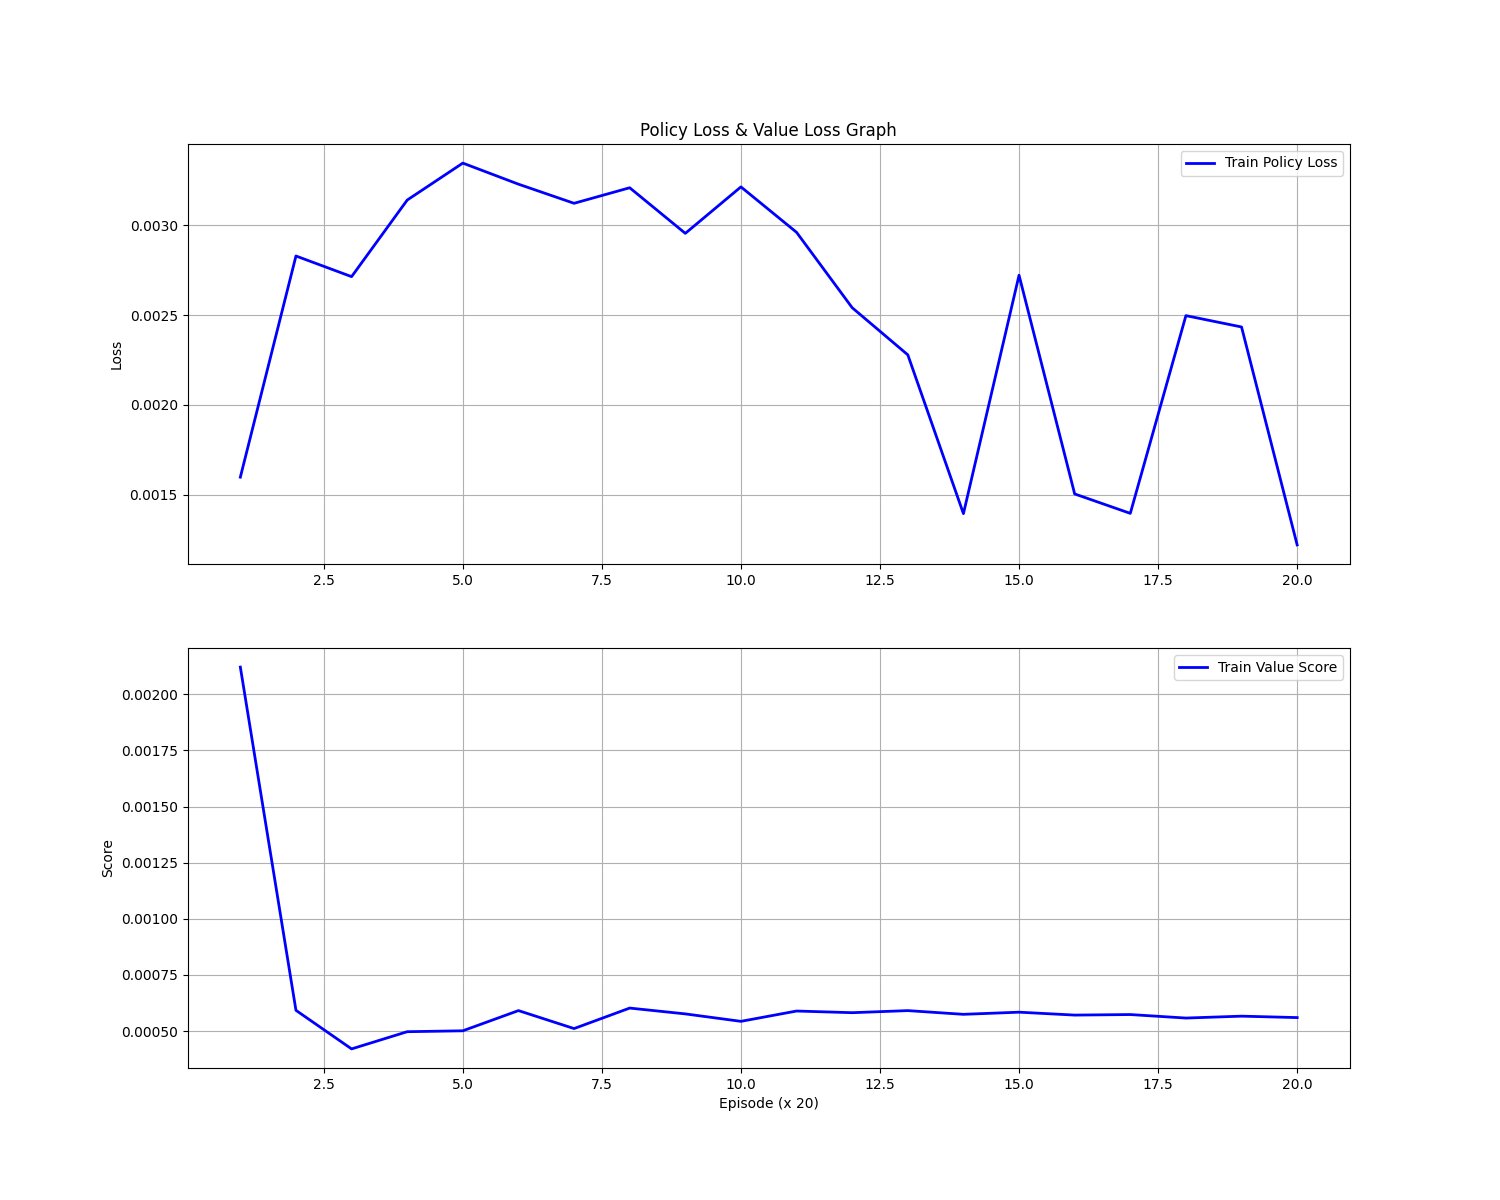 Policy Loss & Value Loss Graph
Train Policy Loss
Loss
0.0030
0.0025
0.0020
0.0015
2.5 5.0 7.5 10.0 12.5 15.0 17.5 20.0
Train Value Score
Score
0.00200
0.00175
0.00150
0.00125
0.00100
0.00075
0.00050
2.5 5.0 7.5 10.0 12.5 15.0 17.5 20.0
Episode (x 20)